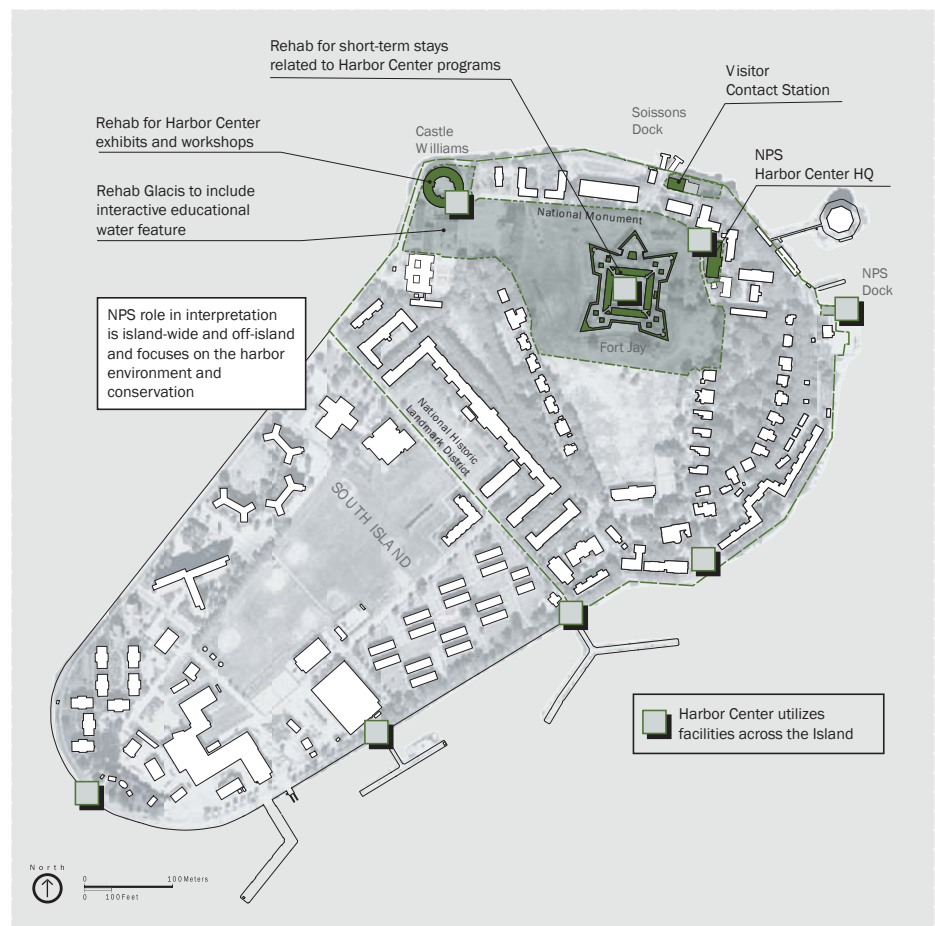 Rehab for short-term stays
related to Harbor Center programs
Visitor
Contact Station
Soissons
Dock
Rehab for Harbor Center
exhibits and workshops
Castle
Williams
NPS
Harbor Center HQ
Rehab Glacis to include
interactive educational
water feature
National Monument
NPS
Dock
NPS role in interpretation
is island-wide and off-island
and focuses on the harbor
environment and
conservation
Fort Jay
National Historic
Landmark District
SOUTH ISLAND
Harbor Center utilizes
facilities across the Island
North
0 100Meters
0 100Feet